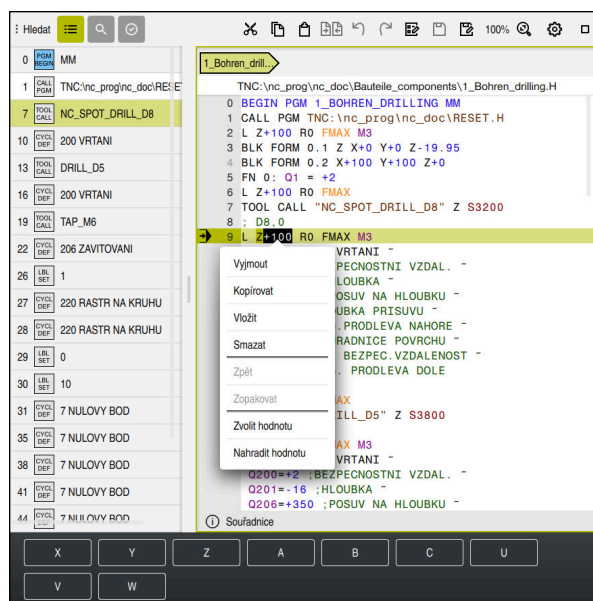 Hledat
100%
0 PGM BEGIN MM
1 CALL PGM TNC:\nc_prog\nc_doc\RESET
7 TOOL CALL NC_SPOT_DRILL_D8
10 CYCL DEF 200 VRTANI
13 TOOL CALL DRILL_D5
16 CYCL DEF 200 VRTANI
19 TOOL CALL TAP_M6
22 CYCL DEF 206 ZAVITOVANI
26 LBL SET 1
27 CYCL DEF 220 RASTR NA KRUHU
28 CYCL DEF 220 RASTR NA KRUHU
29 LBL SET 0
30 LBL SET 10
31 CYCL DEF 7 NULOVY BOD
35 CYCL DEF 7 NULOVY BOD
38 CYCL DEF 7 NULOVY BOD
41 CYCL DEF 7 NULOVY BOD
44 CYCL DEF 7 NULOVY BOD
1_Bohren_drill...
TNC:\nc_prog\nc_doc\Bauteile_components\1_Bohren_drilling.H
0 BEGIN PGM 1_BOHREN_DRILLING MM
1 CALL PGM TNC:\nc_prog\nc_doc\RESET.H
2 L Z+100 R0 FMAX M3
3 BLK FORM 0.1 Z X+0 Y+0 Z-19.95
4 BLK FORM 0.2 X+100 Y+100 Z+0
5 FN 0: Q1 = +2
6 L Z+100 R0 FMAX
7 TOOL CALL "NC_SPOT_DRILL_D8" Z S3200
8 ; D8,0
9 L Z+100 R0 FMAX M3
VRTANI ~
PECNOSTNI VZDAL. ~
LOUBKA ~
POSUV NA HLOUBKU ~
UBKA PRISUVU ~
.PRODLEVA NAHORE ~
RADNICE POVRCHU ~
BEZPEC.VZDALENOST ~
. PRODLEVA DOLE
AX
ILL_D5" Z S3800
AX M3
VRTANI ~
Q200=+2 ;BEZPECNOSTNI VZDAL. ~
Q201=-16 ;HLOUBKA ~
Q206=+350 ;POSUV NA HLOUBKU ~
Vyjmout
Kopírovat
Vložit
Smazat
Zpět
Zopakovat
Zvolit hodnotu
Nahradit hodnotu
Souřadnice
X Y Z A B C U
V W